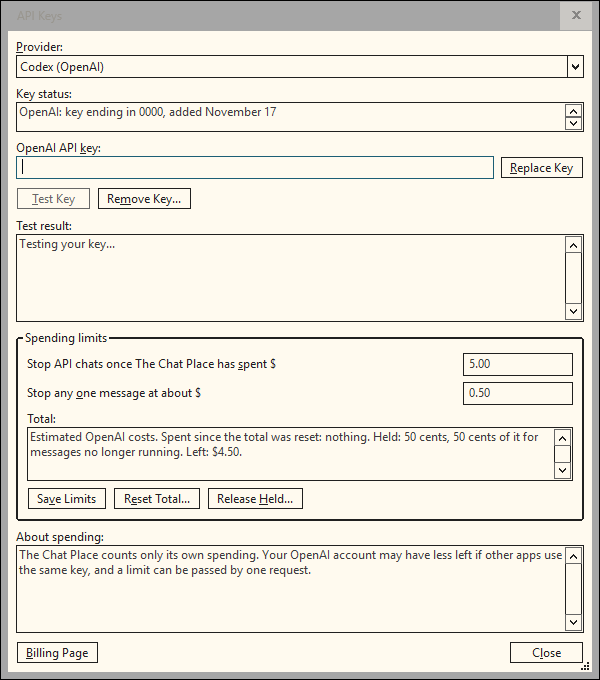 API Keys
Provider:
Codex (OpenAI)
Key status:
OpenAI: key ending in 0000, added November 17
OpenAI API key:
Replace Key
Test Key
Remove Key...
Test result:
Testing your key...
Spending limits
Stop API chats once The Chat Place has spent $
5.00
Stop any one message at about $
0.50
Total:
Estimated OpenAI costs. Spent since the total was reset: nothing. Held: 50 cents, 50 cents of it for
messages no longer running. Left: $4.50.
Save Limits
Reset Total...
Release Held...
About spending:
The Chat Place counts only its own spending. Your OpenAI account may have less left if other apps use
the same key, and a limit can be passed by one request.
Billing Page
Close